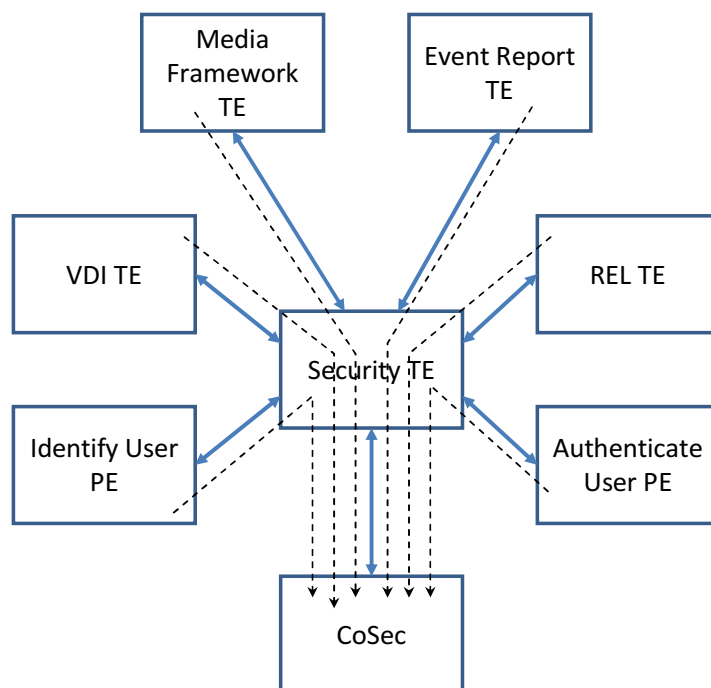 Media
Framework
TE
Event Report
TE
VDI TE
REL TE
Security TE
Identify User
PE
Authenticate
User PE
CoSec